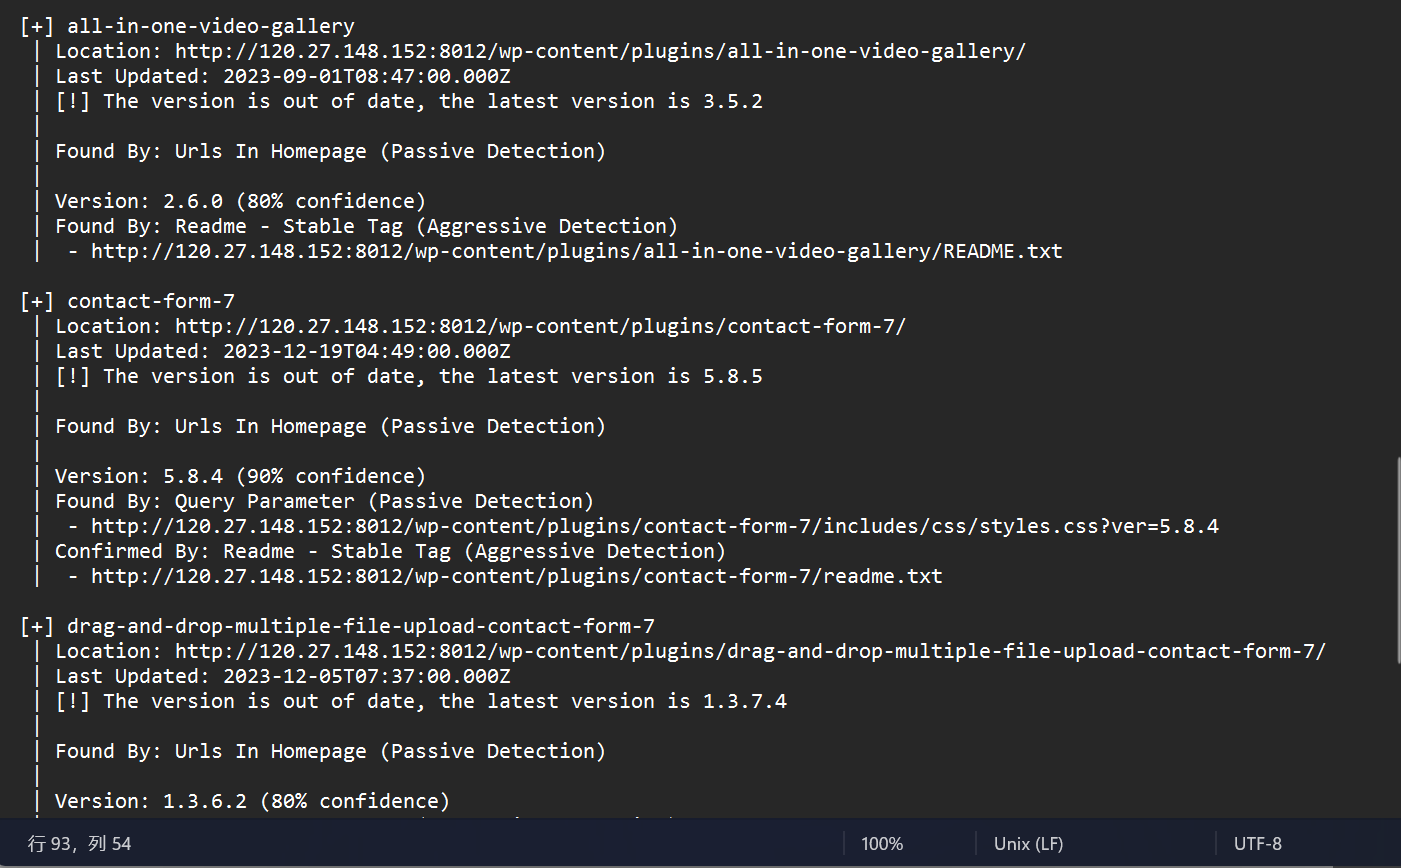 [+] all-in-one-video-gallery
| Location: http://120.27.148.152:8012/wp-content/plugins/all-in-one-video-gallery/
| Last Updated: 2023-09-01T08:47:00.000Z
| [!] The version is out of date, the latest version is 3.5.2
|
| Found By: Urls In Homepage (Passive Detection)
|
| Version: 2.6.0 (80% confidence)
| Found By: Readme - Stable Tag (Aggressive Detection)
|  - http://120.27.148.152:8012/wp-content/plugins/all-in-one-video-gallery/README.txt
[+] contact-form-7
| Location: http://120.27.148.152:8012/wp-content/plugins/contact-form-7/
| Last Updated: 2023-12-19T04:49:00.000Z
| [!] The version is out of date, the latest version is 5.8.5
|
| Found By: Urls In Homepage (Passive Detection)
|
| Version: 5.8.4 (90% confidence)
| Found By: Query Parameter (Passive Detection)
|  - http://120.27.148.152:8012/wp-content/plugins/contact-form-7/includes/css/styles.css?ver=5.8.4
| Confirmed By: Readme - Stable Tag (Aggressive Detection)
|  - http://120.27.148.152:8012/wp-content/plugins/contact-form-7/readme.txt
[+] drag-and-drop-multiple-file-upload-contact-form-7
| Location: http://120.27.148.152:8012/wp-content/plugins/drag-and-drop-multiple-file-upload-contact-form-7/
| Last Updated: 2023-12-05T07:37:00.000Z
| [!] The version is out of date, the latest version is 1.3.7.4
|
| Found By: Urls In Homepage (Passive Detection)
|
| Version: 1.3.6.2 (80% confidence)
行 93，列 54
100%
Unix (LF)
UTF-8